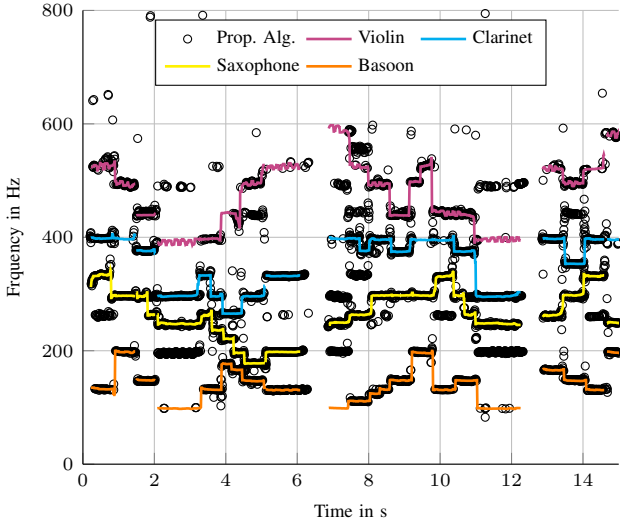 800
600
400
200
0
Frquency in Hz
Prop. Alg. Violin Clarinet
Saxophone Basoon
0 2 4 6 8 10 12 14
Time in s